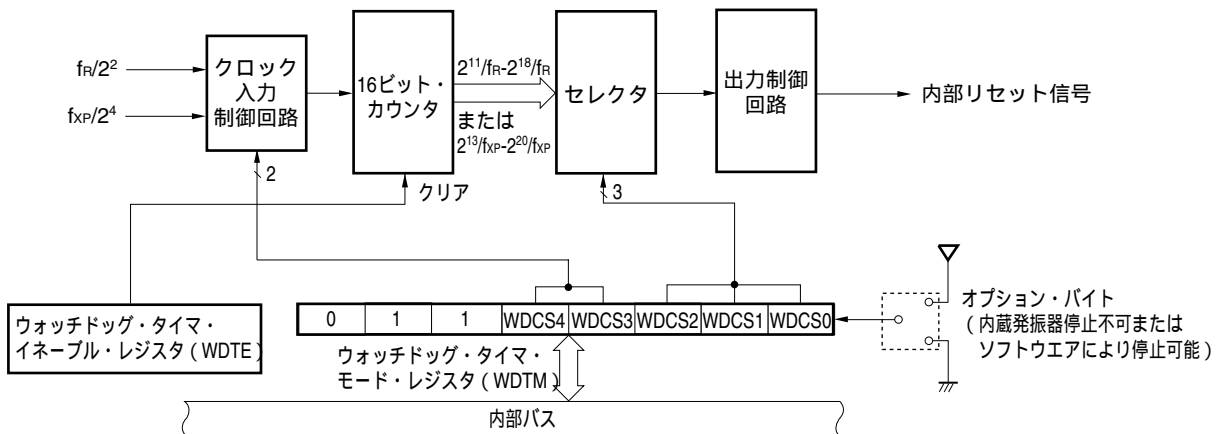 fR/2²
fXP/2⁴
クロック
入力
制御回路
2
16ビット・
カウンタ
2¹¹/fR-2¹⁸/fR
または
2¹³/fXP-2²⁰/fXP
クリア
セレクタ
3
出力制御
回路
内部リセット信号
ウォッチドッグ・タイマ・
イネーブル・レジスタ（WDTE）
0 1 1 WDCS4 WDCS3 WDCS2 WDCS1 WDCS0
ウォッチドッグ・タイマ・
モード・レジスタ（WDTM）
オプション・バイト
（内蔵発振器停止不可または
ソフトウエアにより停止可能）
内部バス